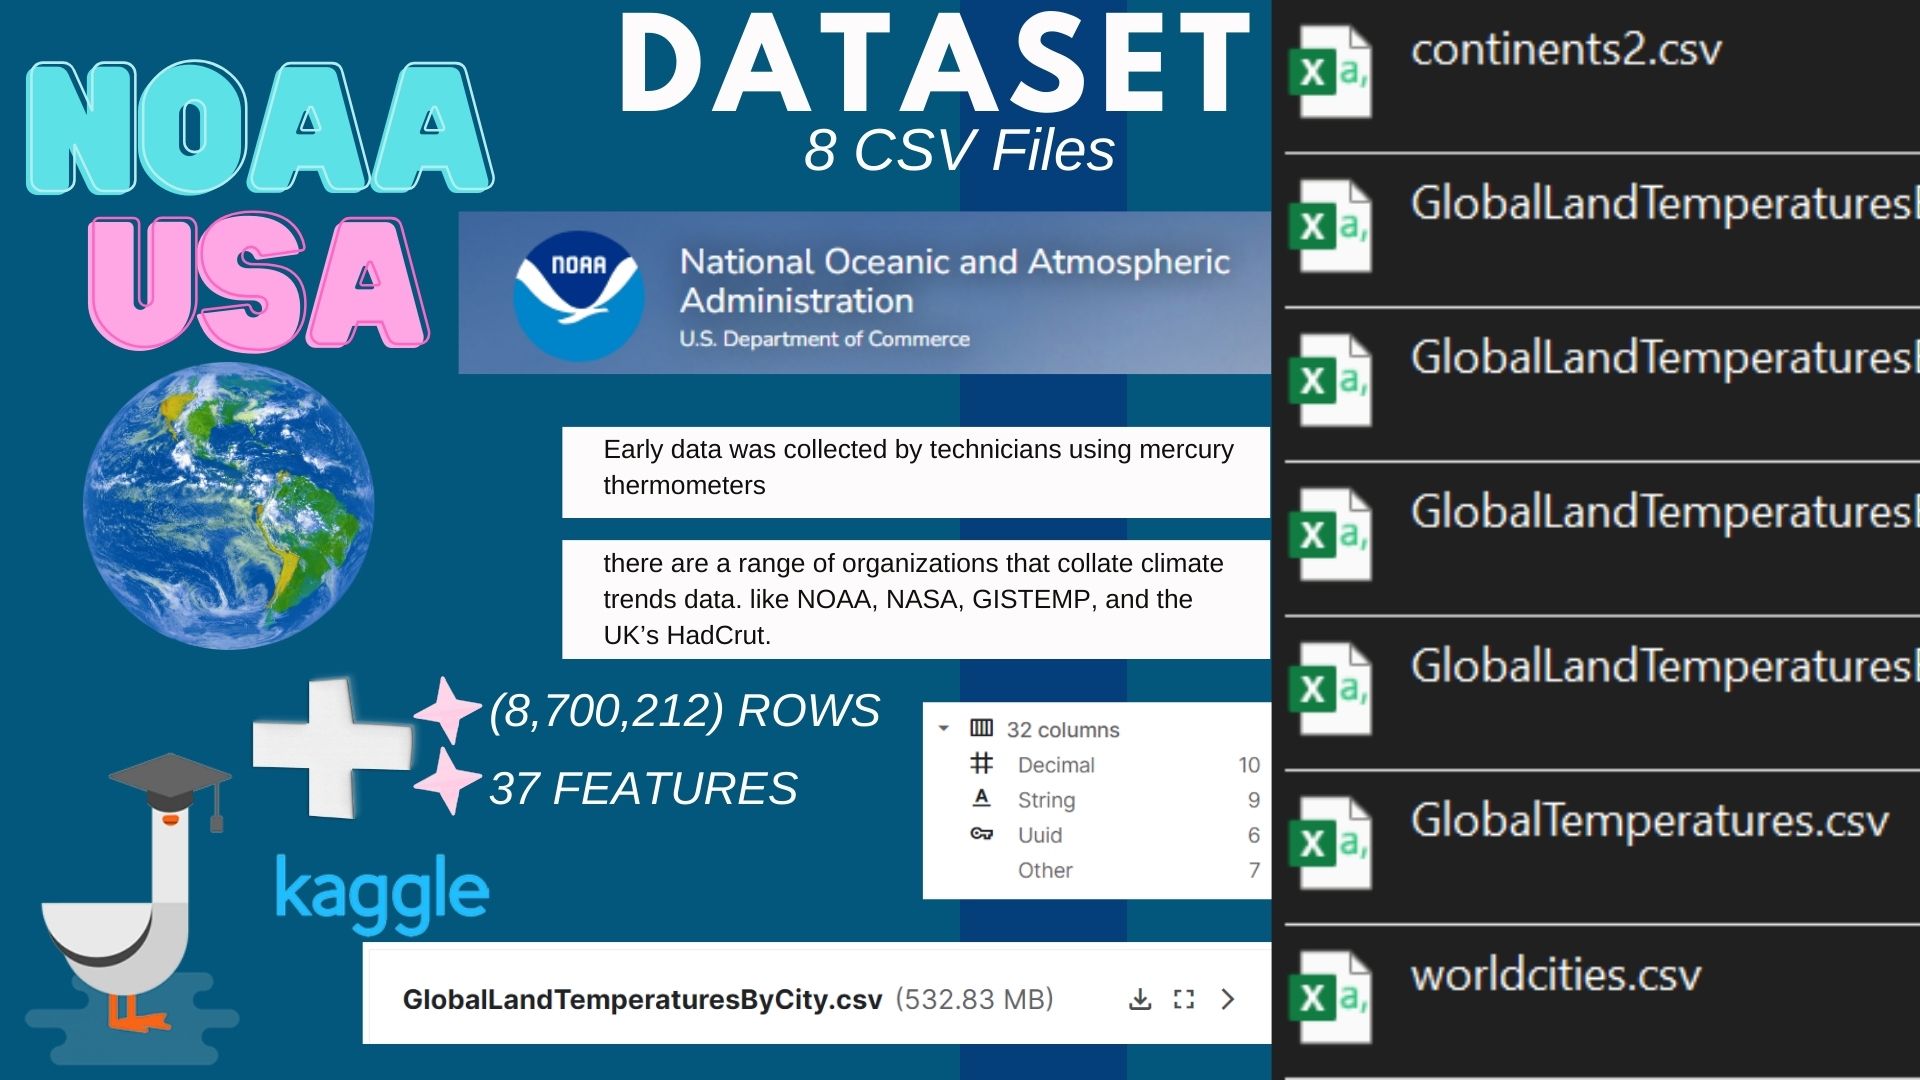 NOAA
USA
DATASET
8 CSV Files
NOAA
National Oceanic and Atmospheric
Administration
U.S. Department of Commerce
Early data was collected by technicians using mercury
thermometers
there are a range of organizations that collate climate
trends data. like NOAA, NASA, GISTEMP, and the
UK’s HadCrut.
(8,700,212) ROWS
37 FEATURES
32 columns
Decimal 10
A String 9
Uuid 6
Other 7
kaggle
GlobalLandTemperaturesByCity.csv (532.83 MB)
X a, continents2.csv
X a, GlobalLandTemperatures
X a, GlobalLandTemperatures
X a, GlobalLandTemperatures
X a, GlobalLandTemperatures
X a, GlobalTemperatures.csv
X a, worldcities.csv